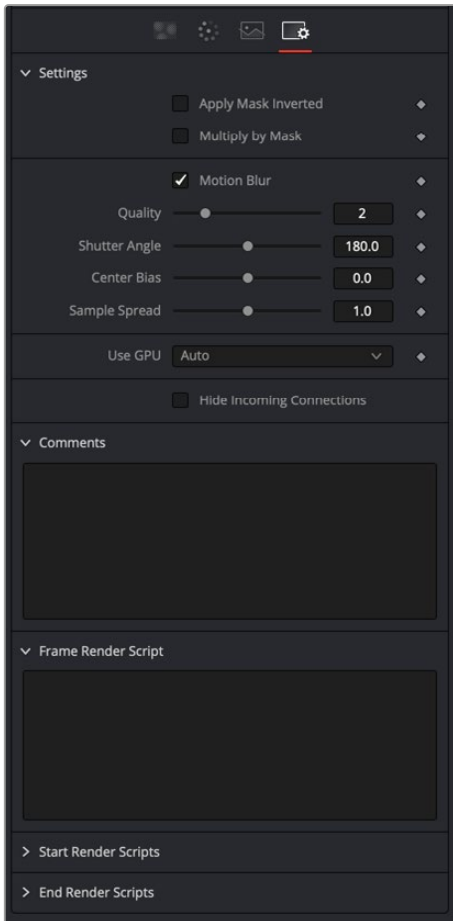 Settings
Apply Mask Inverted
Multiply by Mask
Motion Blur
Quality 2
Shutter Angle 180.0
Center Bias 0.0
Sample Spread 1.0
Use GPU Auto
Hide Incoming Connections
Comments
Frame Render Script
Start Render Scripts
End Render Scripts